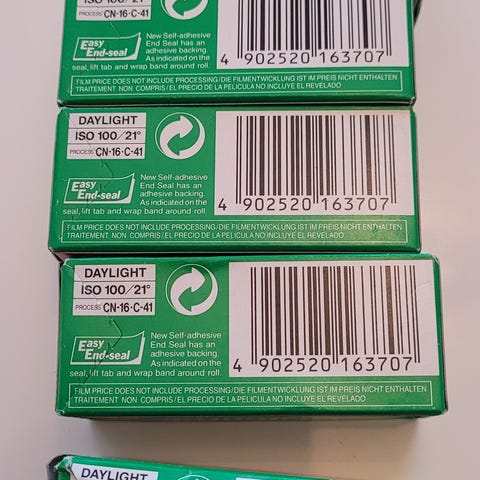 ISO 100/21°
PROCESS CN-16·C-41
Easy
End-seal
New Self-adhesive
End Seal has an
adhesive backing.
As indicated on the
seal, lift tab and wrap band around roll.
4 902520 163707
FILM PRICE DOES NOT INCLUDE PROCESSING/DIE FILMENTWICKLUNG IST IM PREIS NICHT ENTHALTEN
TRAITEMENT NON COMPRIS/EL PRECIO DE LA PELICULA NO INCLUYE EL REVELADO
DAYLIGHT
ISO 100/21°
PROCESS CN-16·C-41
Easy
End-seal
New Self-adhesive
End Seal has an
adhesive backing.
As indicated on the
seal, lift tab and wrap band around roll.
4 902520 163707
FILM PRICE DOES NOT INCLUDE PROCESSING/DIE FILMENTWICKLUNG IST IM PREIS NICHT ENTHALTEN
TRAITEMENT NON COMPRIS/EL PRECIO DE LA PELICULA NO INCLUYE EL REVELADO
DAYLIGHT
ISO 100/21°
PROCESS CN-16·C-41
Easy
End-seal
New Self-adhesive
End Seal has an
adhesive backing.
As indicated on the
seal, lift tab and wrap band around roll.
4 902520 163707
FILM PRICE DOES NOT INCLUDE PROCESSING/DIE FILMENTWICKLUNG IST IM PREIS NICHT ENTHALTEN
TRAITEMENT NON COMPRIS/EL PRECIO DE LA PELICULA NO INCLUYE EL REVELADO
DAYLIGHT